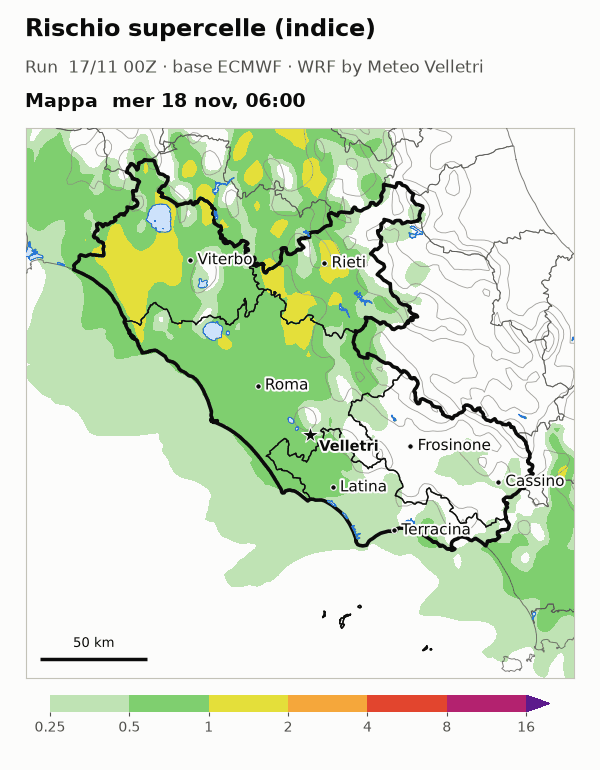 Rischio supercelle (indice)
Run  17/11 00Z · base ECMWF · WRF by Meteo Velletri
Mappa  mer 18 nov, 06:00
Viterbo
Rieti
Roma
Velletri
Frosinone
Cassino
Latina
Terracina
50 km
0.25 0.5 1 2 4 8 16